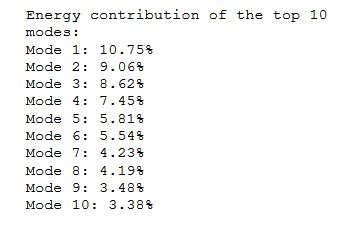 Energy contribution of the top 10
modes:
Mode 1: 10.75%
Mode 2: 9.06%
Mode 3: 8.62%
Mode 4: 7.45%
Mode 5: 5.81%
Mode 6: 5.54%
Mode 7: 4.23%
Mode 8: 4.19%
Mode 9: 3.48%
Mode 10: 3.38%